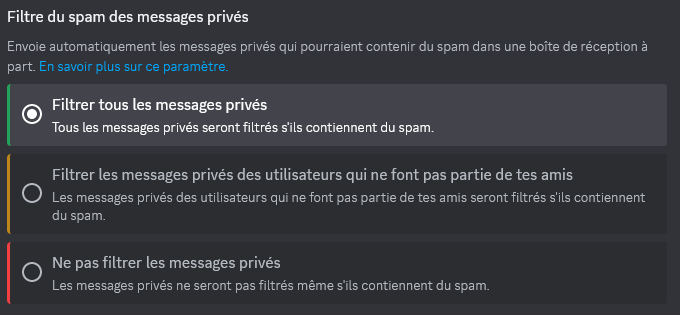 Filtre du spam des messages privés
Envoie automatiquement les messages privés qui pourraient contenir du spam dans une boîte de réception à
part. En savoir plus sur ce paramètre.
Filtrer tous les messages privés
Tous les messages privés seront filtrés s'ils contiennent du spam.
Filtrer les messages privés des utilisateurs qui ne font pas partie de tes amis
Les messages privés des utilisateurs qui ne font pas partie de tes amis seront filtrés s'ils contiennent
du spam.
Ne pas filtrer les messages privés
Les messages privés ne seront pas filtrés même s'ils contiennent du spam.